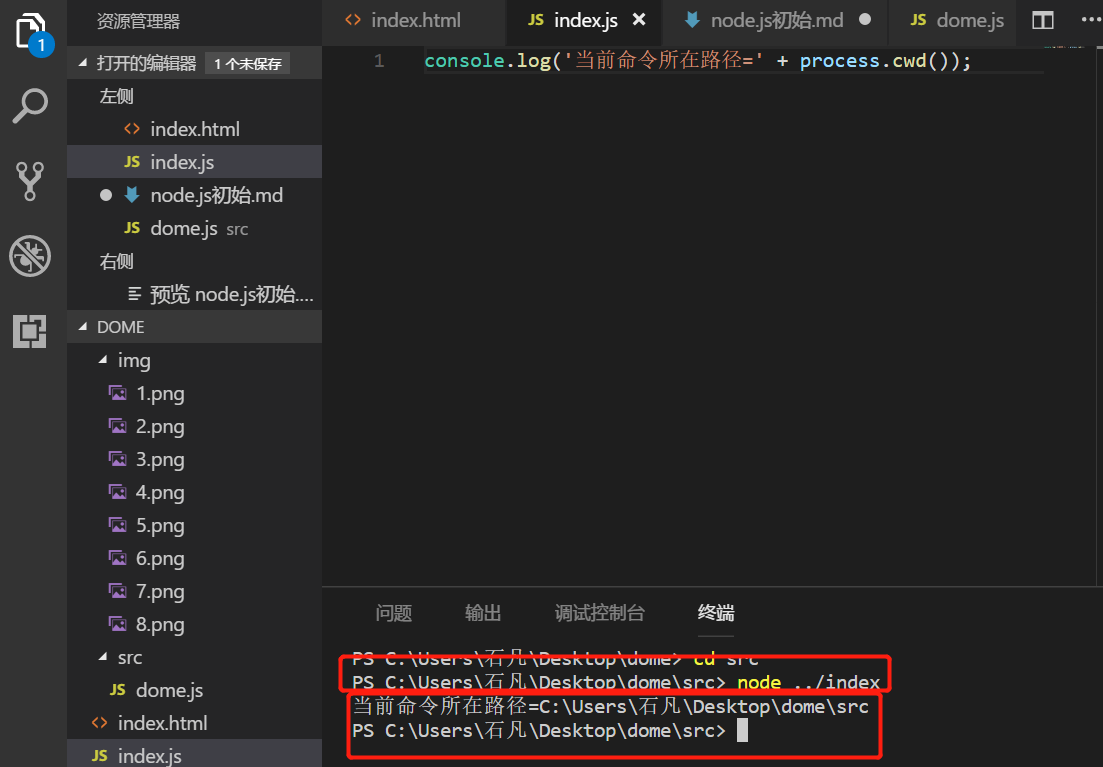 1
资源管理器
打开的编辑器 1 个未保存
左侧
index.html
JS index.js
node.js初始.md
JS dome.js src
右侧
预览 node.js初始....
DOME
img
1.png
2.png
3.png
4.png
5.png
6.png
7.png
8.png
src
JS dome.js
index.html
JS index.js
index.html JS index.js node.js初始.md JS dome.js
1 console.log('当前命令所在路径=' + process.cwd());
问题 输出 调试控制台 终端
PS C:\Users\石凡\Desktop\dome> cd src
PS C:\Users\石凡\Desktop\dome\src> node ../index
当前命令所在路径=C:\Users\石凡\Desktop\dome\src
PS C:\Users\石凡\Desktop\dome\src>